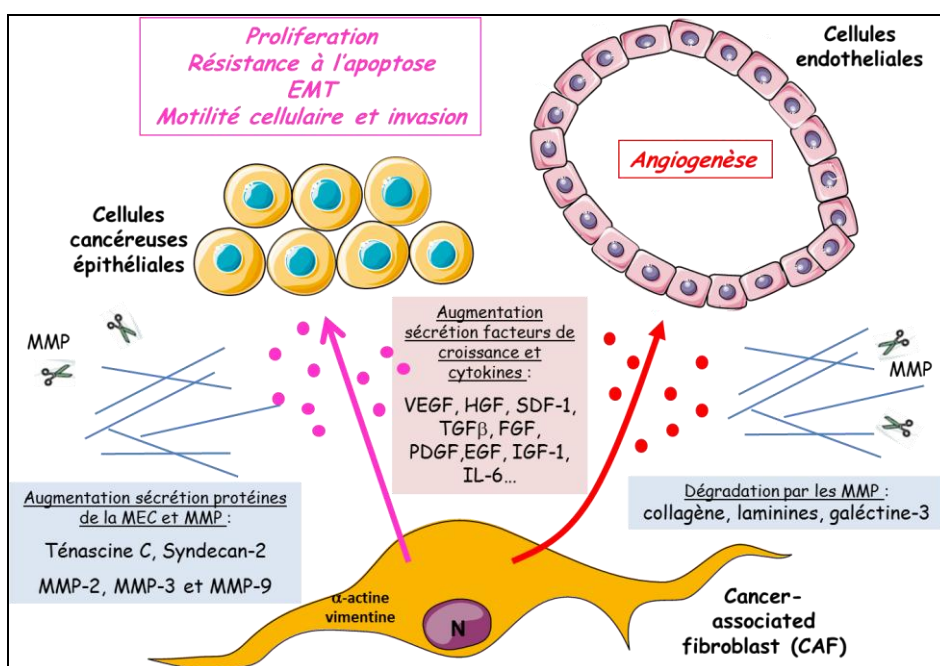 Proliferation
Résistance à l'apoptose
EMT
Motilité cellulaire et invasion
Cellules
endotheliales
Angiogenèse
Cellules
cancéreuses
épithéliales
MMP
Augmentation
sécrétion facteurs de
croissance et
cytokines :
VEGF, HGF, SDF-1,
TGFβ, FGF,
PDGF,EGF, IGF-1,
IL-6…
MMP
Augmentation sécrétion protéines
de la MEC et MMP :
Ténascine C, Syndecan-2
MMP-2, MMP-3 et MMP-9
Dégradation par les MMP :
collagène, laminines, galéctine-3
α-actine
vimentine
N
Cancer-
associated
fibroblast (CAF)